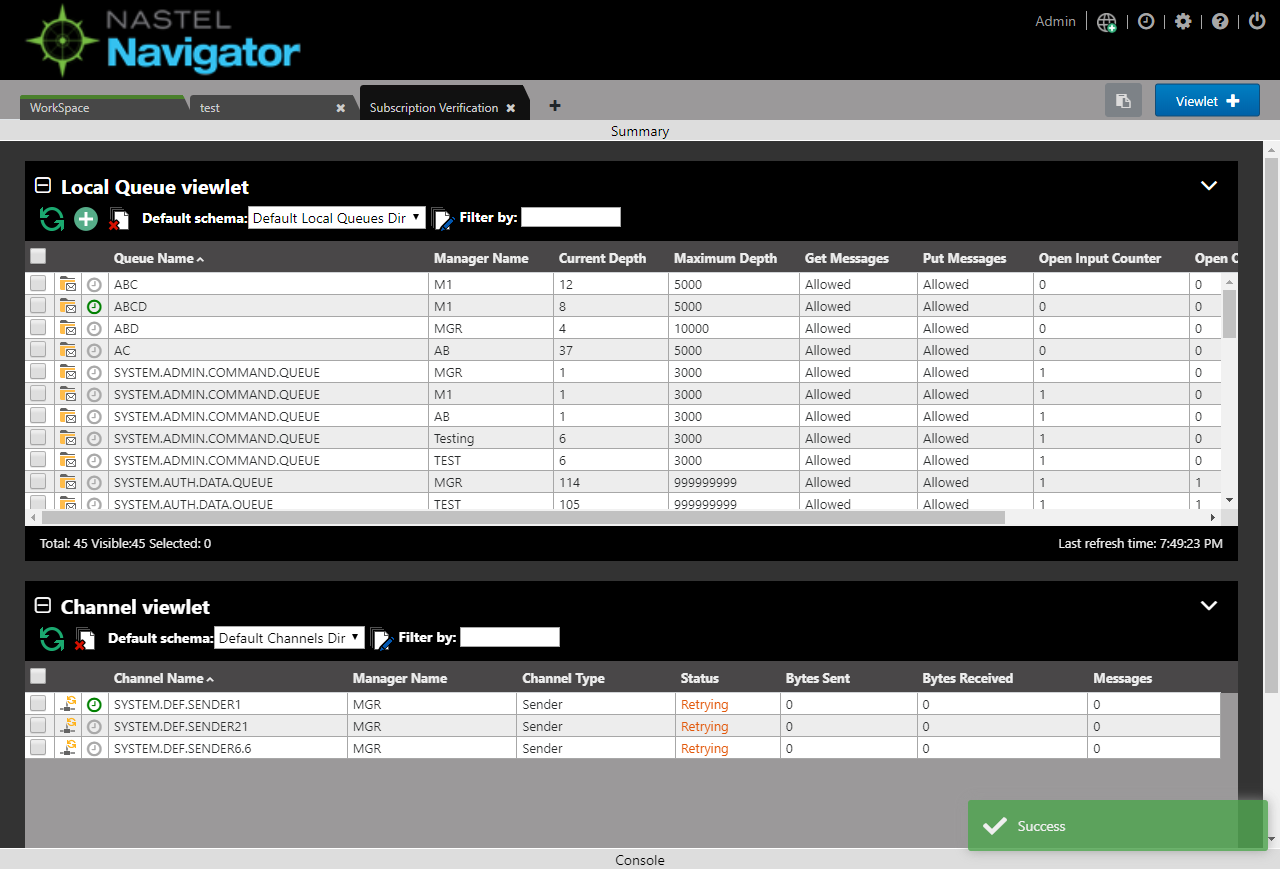 NASTEL
Navigator
Admin
WorkSpace test Subscription Verification Viewlet
Summary
Local Queue viewlet
Default schema: Default Local Queues Dir Filter by:
Queue Name Manager Name Current Depth Maximum Depth Get Messages Put Messages Open Input Counter Open
ABC M1 12 5000 Allowed Allowed 0 0
ABCD M1 8 5000 Allowed Allowed 0 0
ABD MGR 4 10000 Allowed Allowed 0 0
AC AB 37 5000 Allowed Allowed 0 0
SYSTEM.ADMIN.COMMAND.QUEUE MGR 1 3000 Allowed Allowed 1 0
SYSTEM.ADMIN.COMMAND.QUEUE M1 1 3000 Allowed Allowed 1 0
SYSTEM.ADMIN.COMMAND.QUEUE AB 1 3000 Allowed Allowed 1 0
SYSTEM.ADMIN.COMMAND.QUEUE Testing 6 3000 Allowed Allowed 1 0
SYSTEM.ADMIN.COMMAND.QUEUE TEST 6 3000 Allowed Allowed 1 0
SYSTEM.AUTH.DATA.QUEUE MGR 114 999999999 Allowed Allowed 1 1
SYSTEM.AUTH.DATA.QUEUE TEST 105 999999999 Allowed Allowed 1 1
Total: 45 Visible:45 Selected: 0 Last refresh time: 7:49:23 PM
Channel viewlet
Default schema: Default Channels Dir Filter by:
Channel Name Manager Name Channel Type Status Bytes Sent Bytes Received Messages
SYSTEM.DEF.SENDER1 MGR Sender Retrying 0 0 0
SYSTEM.DEF.SENDER21 MGR Sender Retrying 0 0 0
SYSTEM.DEF.SENDER6.6 MGR Sender Retrying 0 0 0
Success
Console